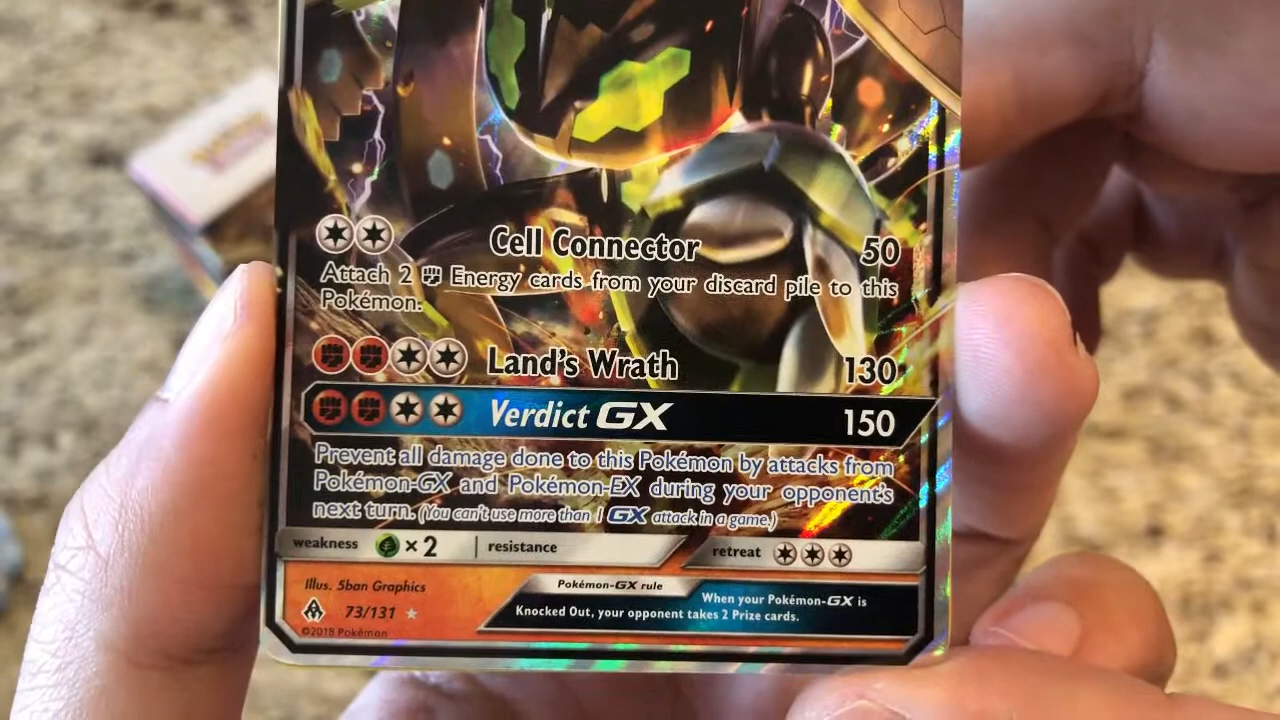 Cell Connector 50
Attach 2 Energy cards from your discard pile to this
Pokémon.
Land's Wrath 130
Verdict GX 150
Prevent all damage done to this Pokémon by attacks from
Pokémon-GX and Pokémon-EX during your opponent's
next turn. (You can't use more than 1 GX attack in a game.)
weakness ×2 resistance retreat
Illus. 5ban Graphics
73/131
©2018 Pokémon
Pokémon-GX rule
When your Pokémon-GX is
Knocked Out, your opponent takes 2 Prize cards.